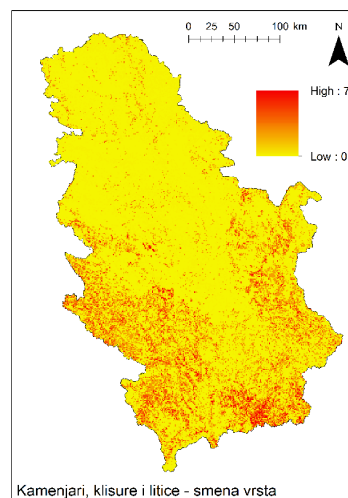 0 25 50 100 km
N
High : 7
Low : 0
Kamenjari, klisure i litice - smena vrsta